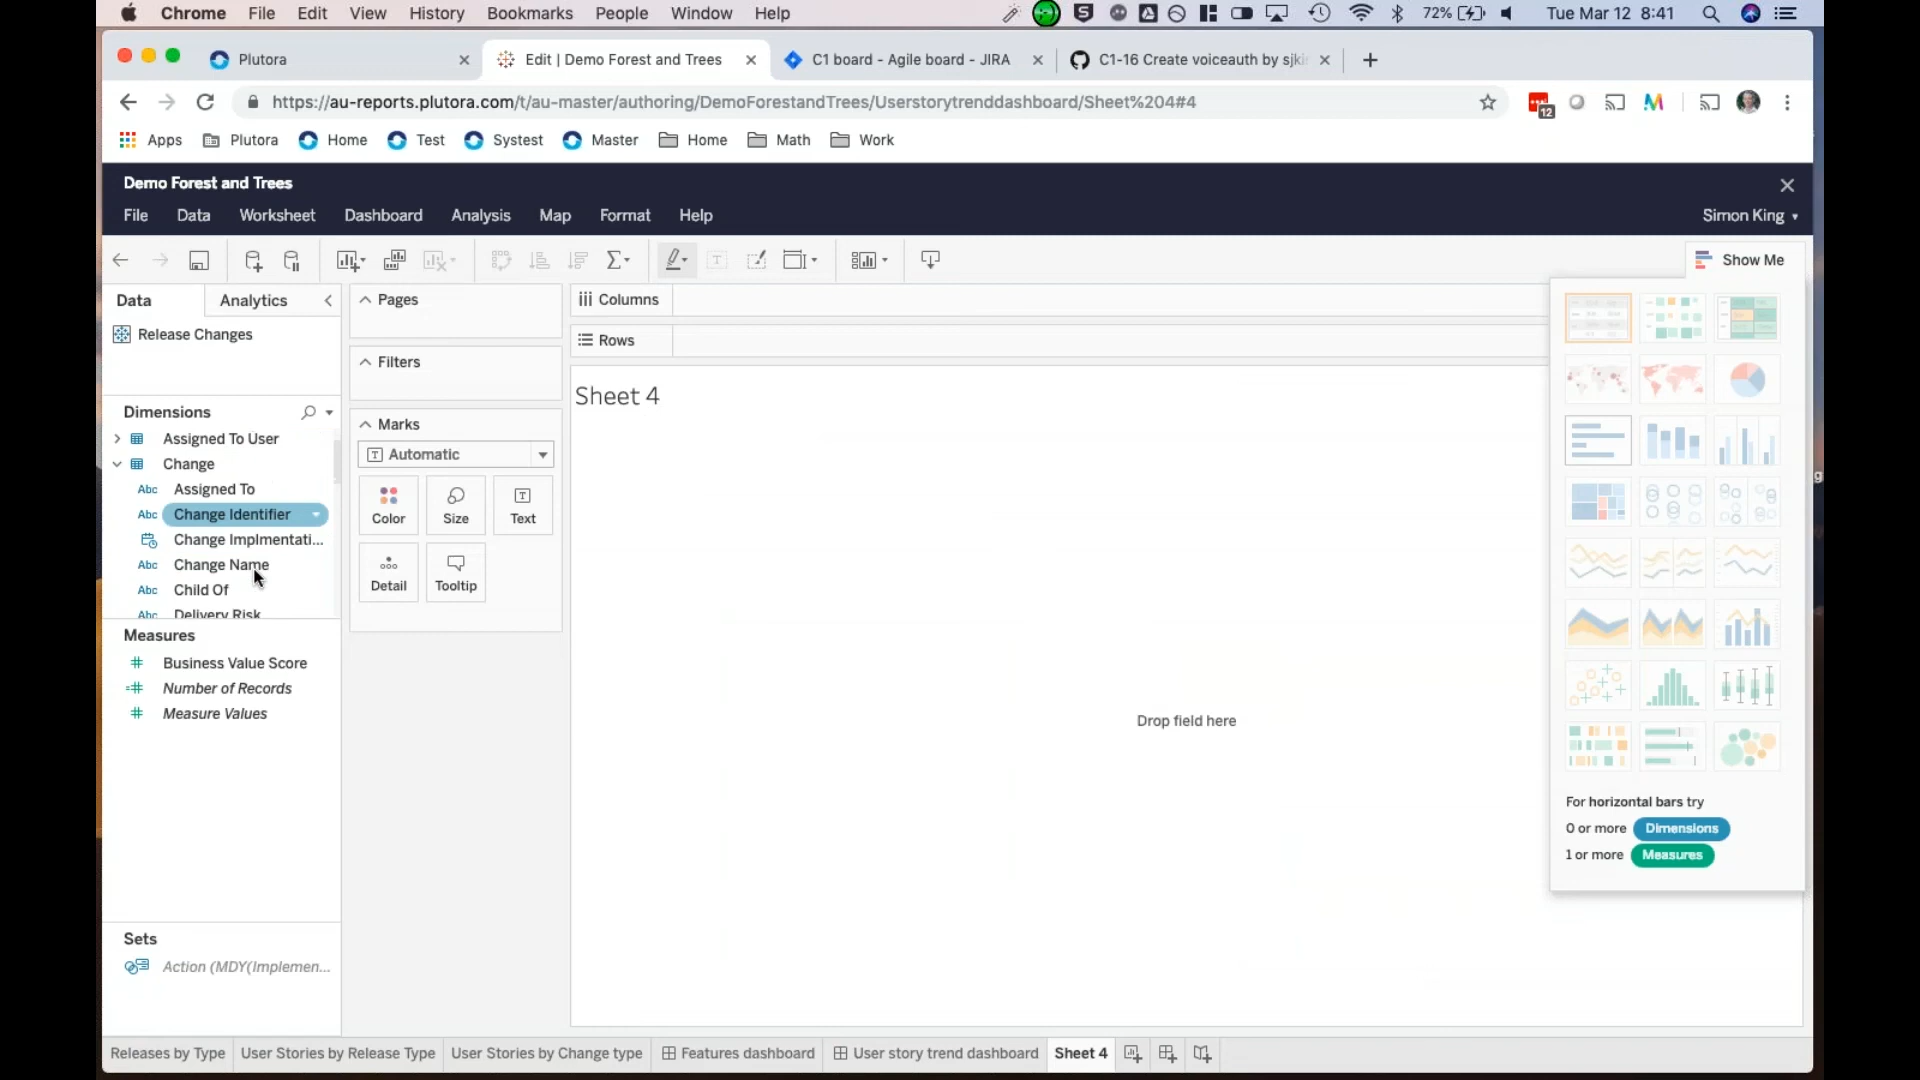 Chrome File Edit View History Bookmarks People Window Help 72% Tue Mar 12 8:41
Plutora Edit | Demo Forest and Trees C1 board - Agile board - JIRA C1-16 Create voiceauth by sjki
https://au-reports.plutora.com/t/au-master/authoring/DemoForestandTrees/Userstorytrenddashboard/Sheet%204#4 12
Apps Plutora Home Test Systest Master Home Math Work
Demo Forest and Trees
File Data Worksheet Dashboard Analysis Map Format Help Simon King
Show Me
Data Analytics Pages Columns
Release Changes Rows
Filters
Sheet 4
Dimensions
Marks
Assigned To User
Automatic
Change
Assigned To
Change Identifier
Color Size Text
Change Implmentati...
Change Name
Child Of
Detail Tooltip
Delivery Risk
Measures
Business Value Score
Number of Records
Measure Values
Drop field here
For horizontal bars try
0 or more Dimensions
1 or more Measures
Sets
Action (MDY(Implemen...
Releases by Type User Stories by Release Type User Stories by Change type Features dashboard User story trend dashboard Sheet 4